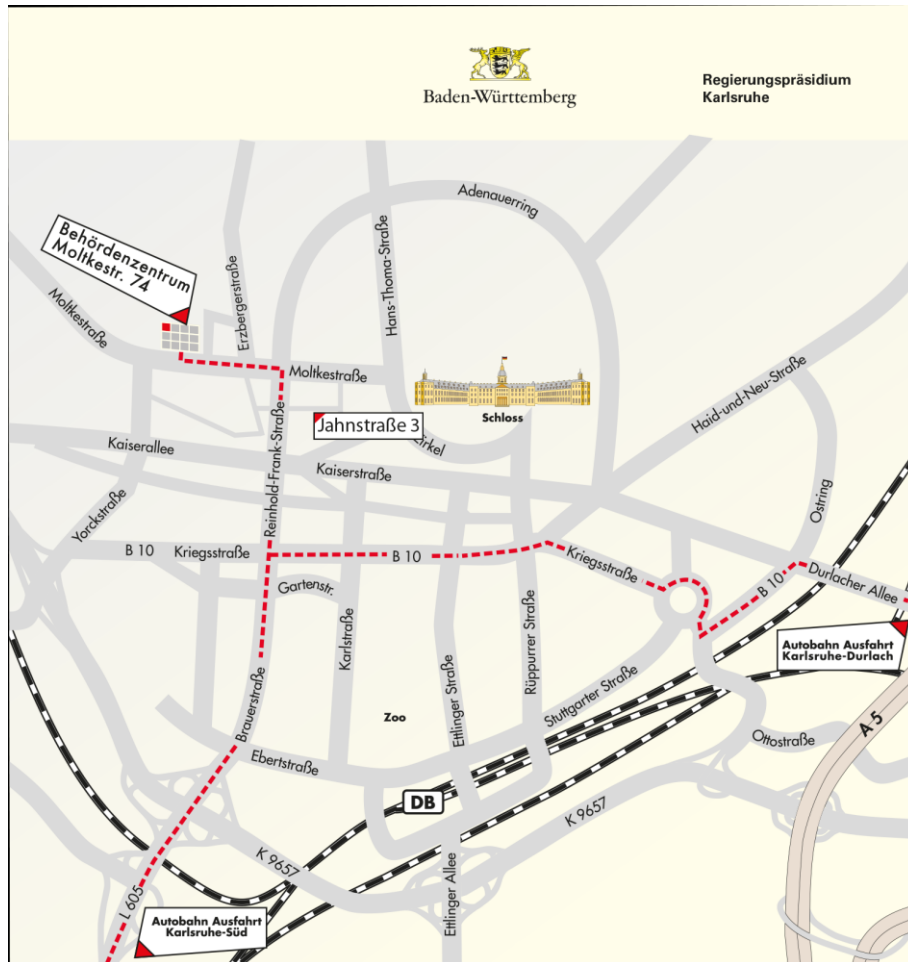 Baden-Württemberg
Regierungspräsidium
Karlsruhe
Adenauerring
Behördenzentrum
Moltkestr. 74
Hans-Thoma-Straße
Erzbergerstraße
Moltkestraße
Moltkestraße
Haid-und-Neu-Straße
Schloss
Jahnstraße 3
Zirkel
Kaiserallee
Kaiserstraße
Reinhold-Frank-Straße
Yorckstraße
Ostring
B 10
Kriegsstraße
B 10
Kriegsstraße
B 10
Durlacher Allee
Gartenstr.
Karlstraße
Rüppurrer Straße
Autobahn Ausfahrt
Karlsruhe-Durlach
Brauerstraße
Ettlinger Straße
Stuttgarter Straße
Zoo
A 5
Ottostraße
Ebertstraße
DB
K 9657
K 9657
Ettlinger Allee
L 605
Autobahn Ausfahrt
Karlsruhe-Süd